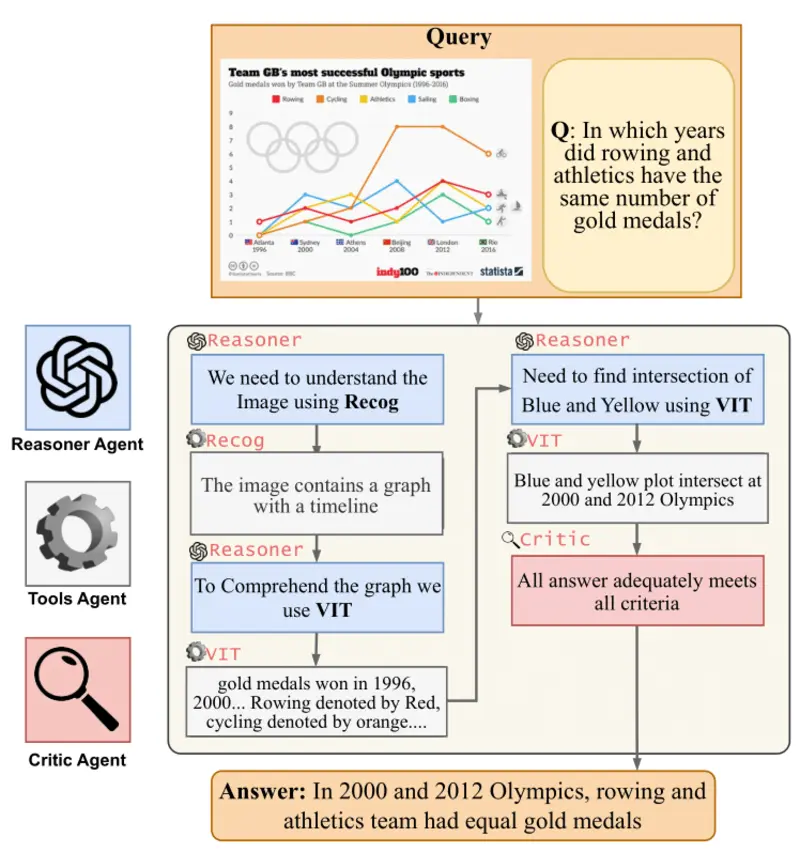 Query
Team GB's most successful Olympic sports
Gold medals won by Team GB at the Summer Olympics (1996-2016)
Rowing Cycling Athletics Sailing Boxing
9
8
7
6
5
4
3
2
1
0
Atlanta Sydney Athens Beijing London Rio
1996 2000 2004 2008 2012 2016
Source: BBC
indy100 The INDEPENDENT statista
Q: In which years
did rowing and
athletics have the
same number of
gold medals?
Reasoner Agent
Tools Agent
Critic Agent
Reasoner
We need to understand the
Image using Recog
Recog
The image contains a graph
with a timeline
Reasoner
To Comprehend the graph we
use VIT
VIT
gold medals won in 1996,
2000... Rowing denoted by Red,
cycling denoted by orange....
Reasoner
Need to find intersection of
Blue and Yellow using VIT
VIT
Blue and yellow plot intersect at
2000 and 2012 Olympics
Critic
All answer adequately meets
all criteria
Answer: In 2000 and 2012 Olympics, rowing and
athletics team had equal gold medals